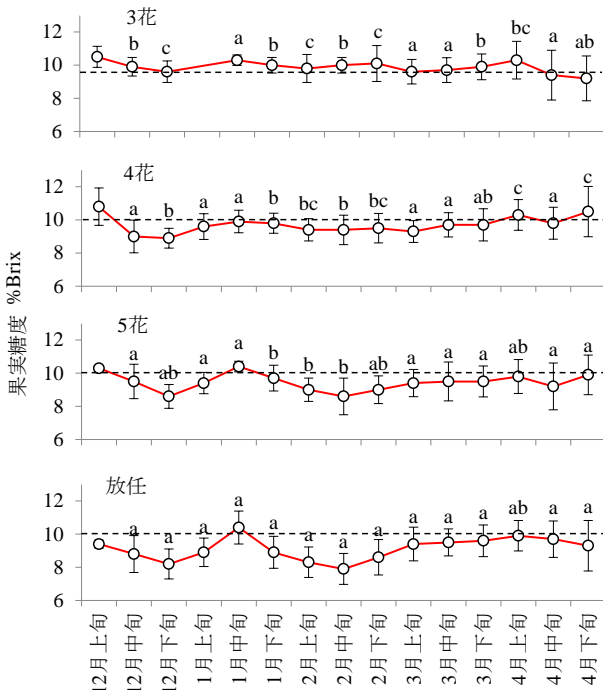 3花
12
10
8
6
b c a b c b c a a b bc a ab
4花
12
10
8
6
a b a a b bc b bc a a ab c a c
5花
12
10
8
6
a ab a a b b b ab a a a ab a a
放任
12
10
8
6
a a a a a a a a a a a ab a a
果実糖度 %Brix
12月上旬
12月中旬
12月下旬
1月上旬
1月中旬
1月下旬
2月上旬
2月中旬
2月下旬
3月上旬
3月中旬
3月下旬
4月上旬
4月中旬
4月下旬